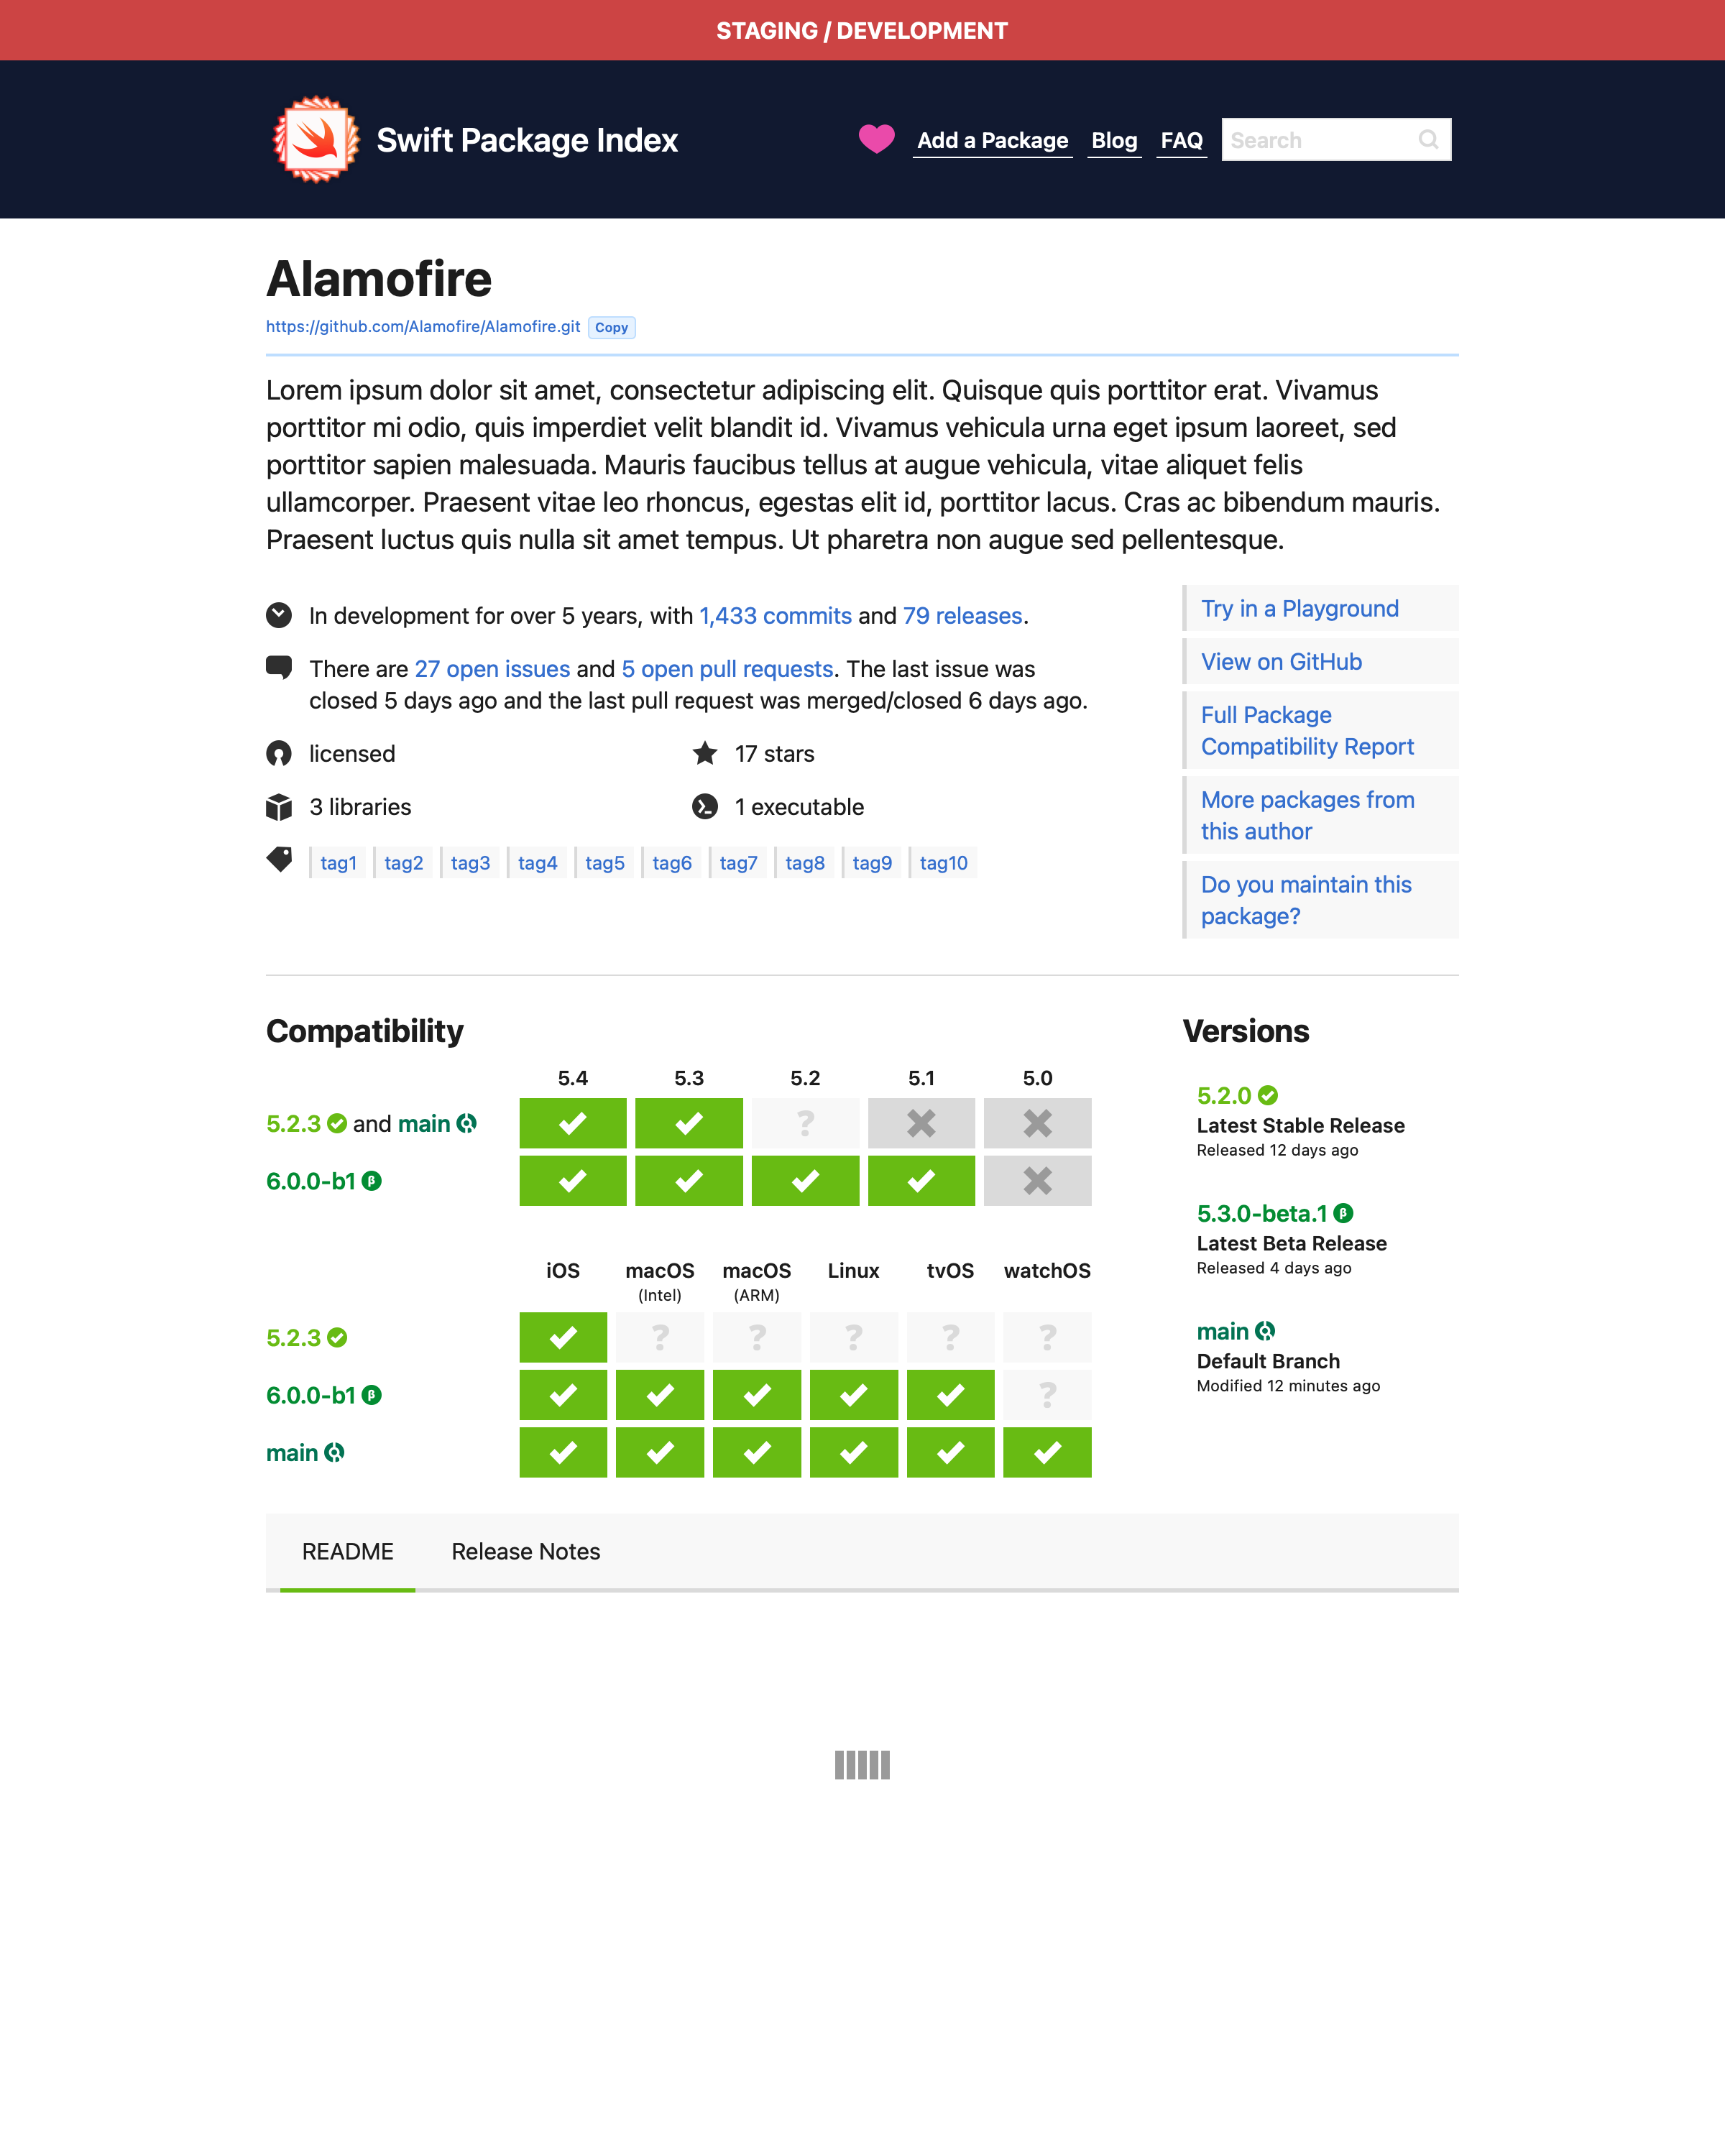 STAGING / DEVELOPMENT
Swift Package Index
Add a Package Blog FAQ Search
Alamofire
https://github.com/Alamofire/Alamofire.git Copy
Lorem ipsum dolor sit amet, consectetur adipiscing elit. Quisque quis porttitor erat. Vivamus
porttitor mi odio, quis imperdiet velit blandit id. Vivamus vehicula urna eget ipsum laoreet, sed
porttitor sapien malesuada. Mauris faucibus tellus at augue vehicula, vitae aliquet felis
ullamcorper. Praesent vitae leo rhoncus, egestas elit id, porttitor lacus. Cras ac bibendum mauris.
Praesent luctus quis nulla sit amet tempus. Ut pharetra non augue sed pellentesque.
In development for over 5 years, with 1,433 commits and 79 releases.
There are 27 open issues and 5 open pull requests. The last issue was
closed 5 days ago and the last pull request was merged/closed 6 days ago.
licensed
17 stars
3 libraries
1 executable
tag1 tag2 tag3 tag4 tag5 tag6 tag7 tag8 tag9 tag10
Try in a Playground
View on GitHub
Full Package
Compatibility Report
More packages from
this author
Do you maintain this
package?
Compatibility
5.4 5.3 5.2 5.1 5.0
5.2.3 and main ?
6.0.0-b1 β
iOS macOS macOS Linux tvOS watchOS
(Intel) (ARM)
5.2.3 ? ? ? ? ?
6.0.0-b1 β ?
main
Versions
5.2.0
Latest Stable Release
Released 12 days ago
5.3.0-beta.1 β
Latest Beta Release
Released 4 days ago
main
Default Branch
Modified 12 minutes ago
README Release Notes